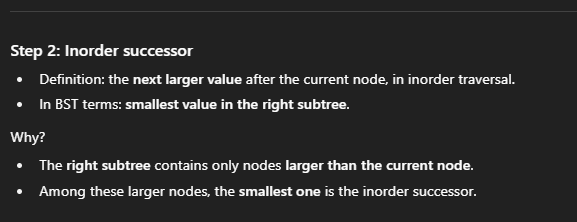 Step 2: Inorder successor
• Definition: the next larger value after the current node, in inorder traversal.
• In BST terms: smallest value in the right subtree.
Why?
• The right subtree contains only nodes larger than the current node.
• Among these larger nodes, the smallest one is the inorder successor.